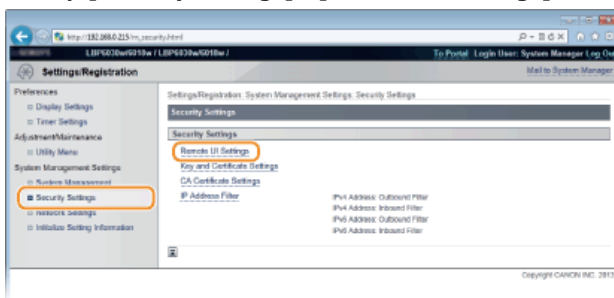 http://192.168.0.215/m_security.html
LBP6030w/6018w / LBP6030w/6018w /
To Portal Login User: System Manager Log Out
Settings/Registration
Mail to System Manager
Preferences
Display Settings
Timer Settings
Adjustment/Maintenance
Utility Menu
System Management Settings
System Management
Security Settings
Network Settings
Initialize Setting Information
Settings/Registration: System Management Settings: Security Settings
Security Settings
Security Settings
Remote UI Settings
Key and Certificate Settings
CA Certificate Settings
IP Address Filter
IPv4 Address: Outbound Filter
IPv4 Address: Inbound Filter
IPv6 Address: Outbound Filter
IPv6 Address: Inbound Filter
Copyright CANON INC. 2013